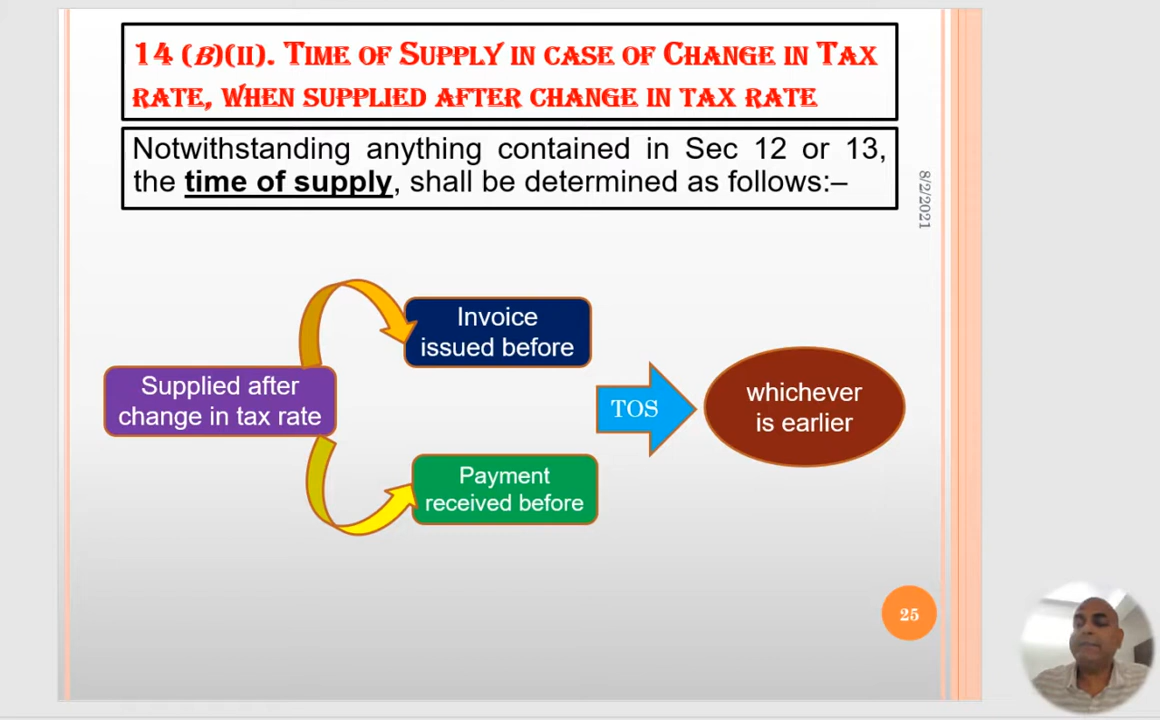 14 (B)(II). TIME OF SUPPLY IN CASE OF CHANGE IN TAX
RATE, WHEN SUPPLIED AFTER CHANGE IN TAX RATE
Notwithstanding anything contained in Sec 12 or 13,
the time of supply, shall be determined as follows:–
8/2/2021
Invoice
issued before
Supplied after
change in tax rate
TOS
whichever
is earlier
Payment
received before
25